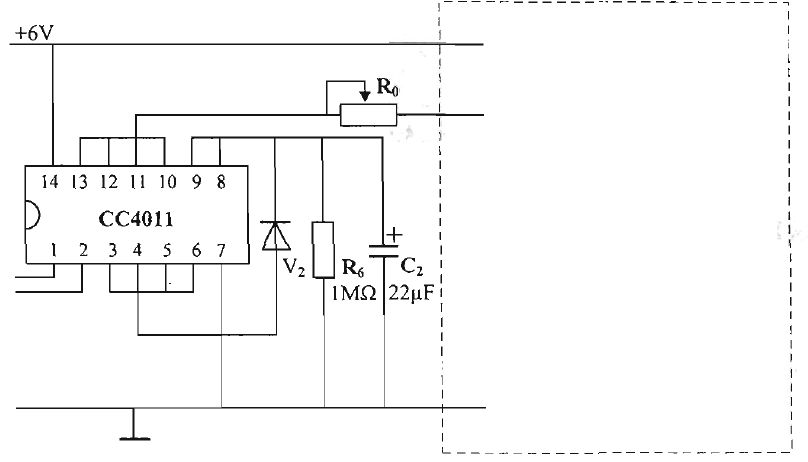 +6V
R₀
14 13 12 11 10 9 8
CC4011
1 2 3 4 5 6 7
V₂
R₆
1MΩ
C₂
22μF
+